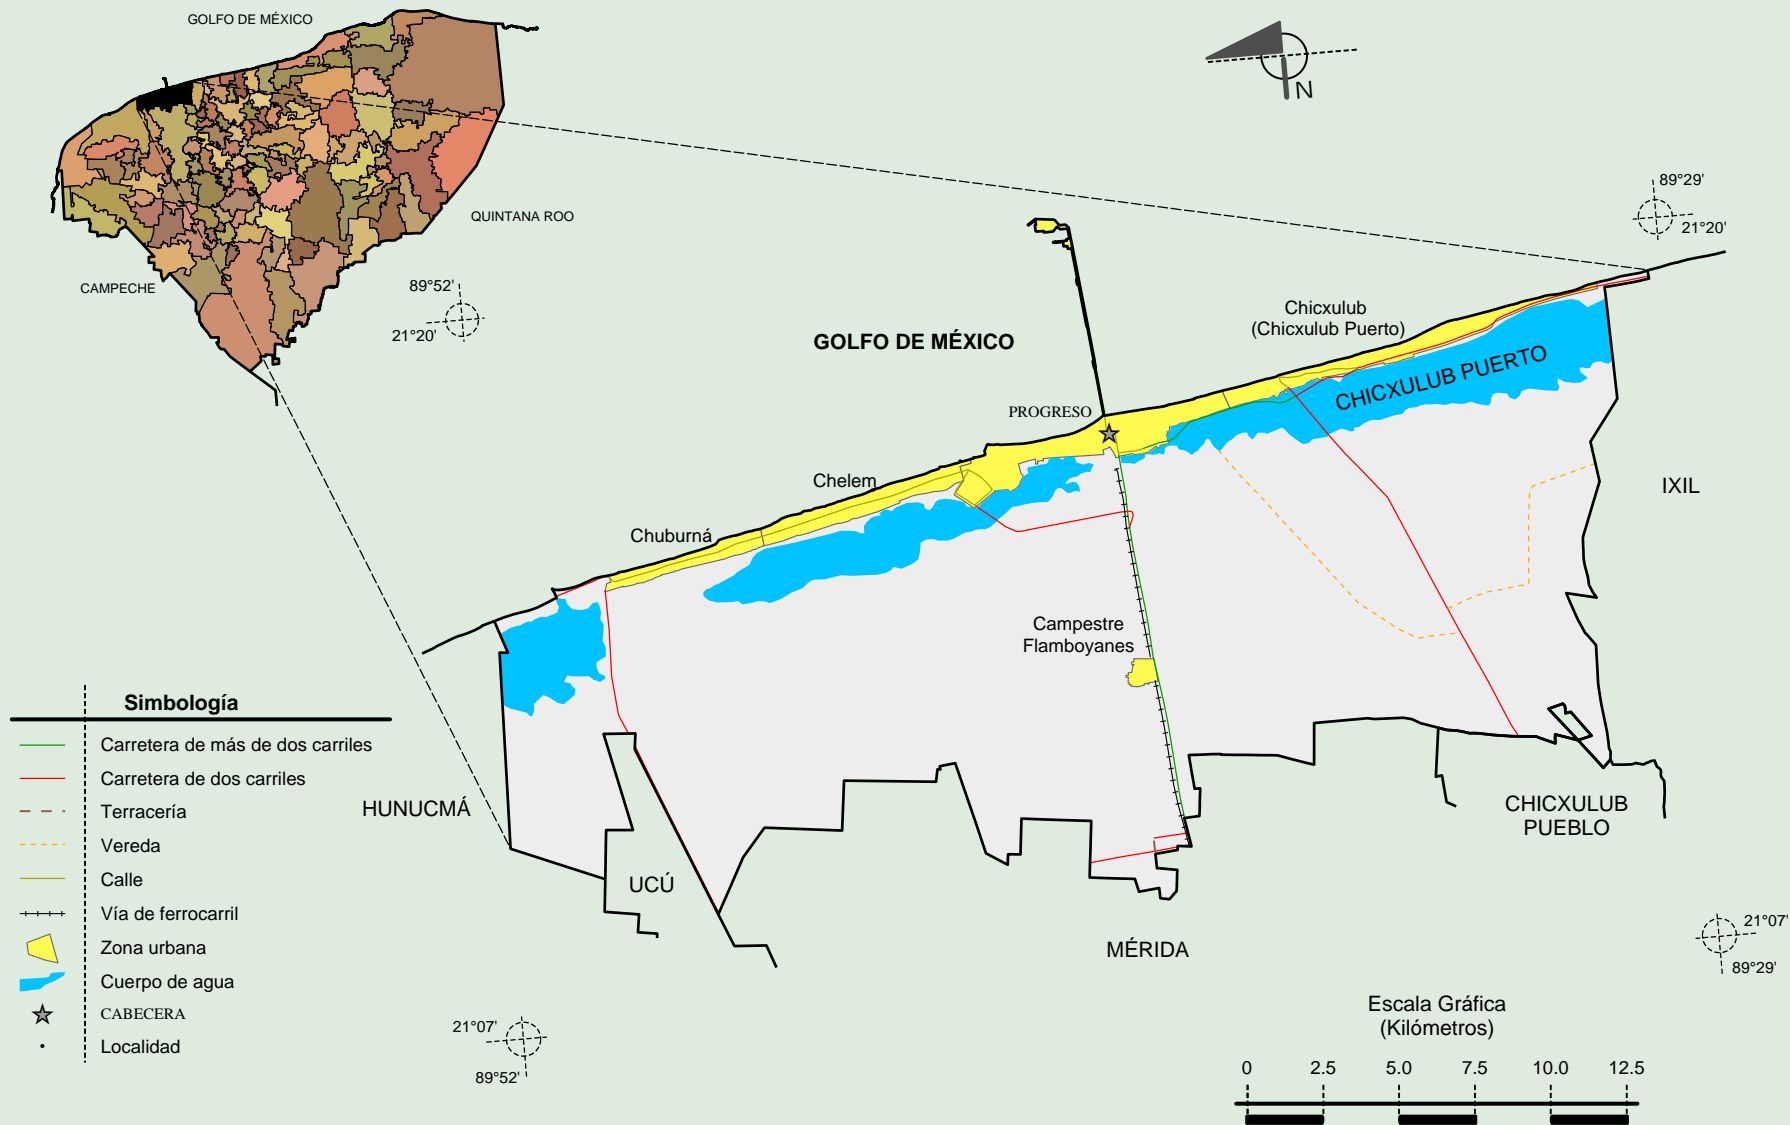 GOLFO DE MÉXICO
QUINTANA ROO
CAMPECHE
N
89°29'
21°20'
89°52'
21°20'
GOLFO DE MÉXICO
Chicxulub
(Chicxulub Puerto)
CHICXULUB PUERTO
PROGRESO
Chelem
IXIL
Chuburná
Campestre
Flamboyanes
HUNUCMÁ
UCÚ
MÉRIDA
CHICXULUB
PUEBLO
21°07'
89°29'
21°07'
89°52'
Simbología
Carretera de más de dos carriles
Carretera de dos carriles
Terracería
Vereda
Calle
Vía de ferrocarril
Zona urbana
Cuerpo de agua
CABECERA
Localidad
Escala Gráfica
(Kilómetros)
0 2.5 5.0 7.5 10.0 12.5